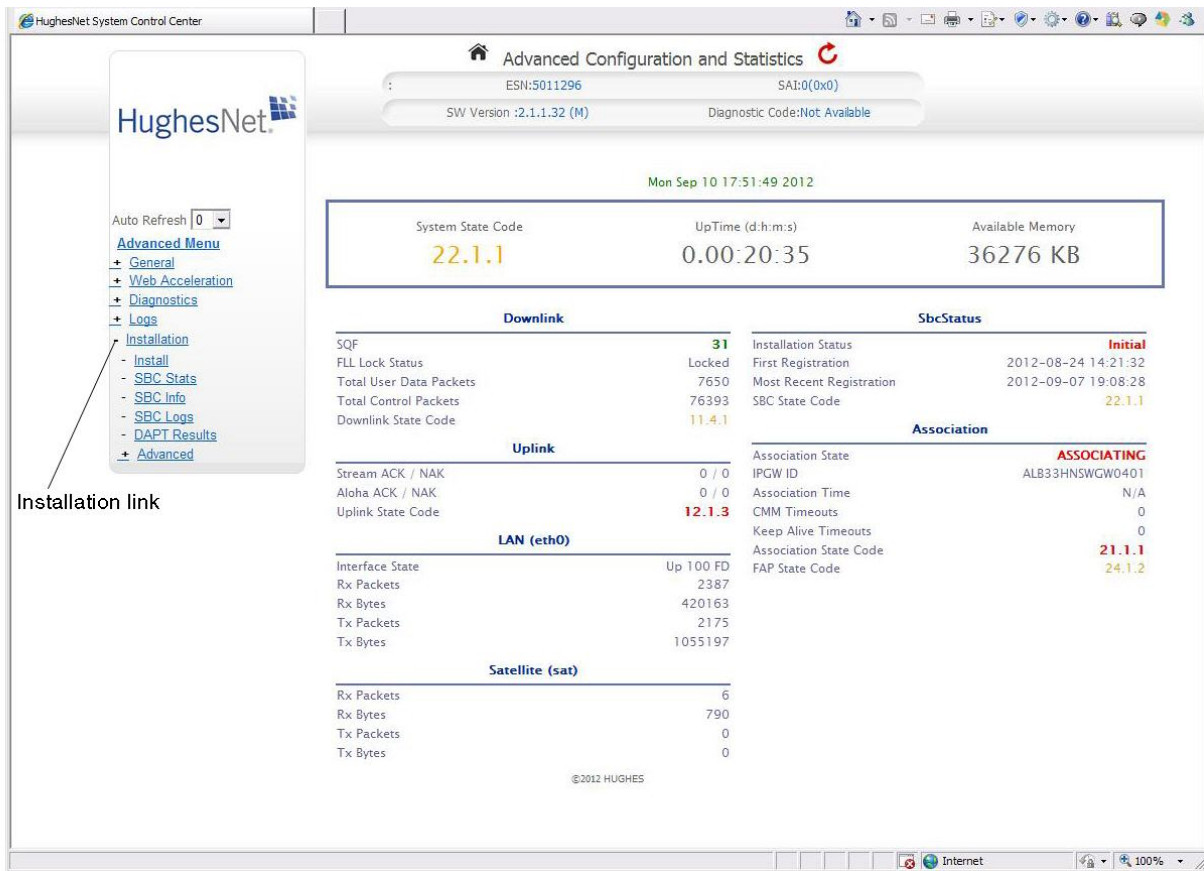 HughesNet System Control Center
Advanced Configuration and Statistics
: ESN:5011296 SAI:0(0x0)
SW Version :2.1.1.32 (M) Diagnostic Code:Not Available
HughesNet.
Mon Sep 10 17:51:49 2012
System State Code UpTime (d:h:m:s) Available Memory
22.1.1 0.00:20:35 36276 KB
Auto Refresh 0
Advanced Menu
+ General
+ Web Acceleration
+ Diagnostics
+ Logs
- Installation
- Install
- SBC Stats
- SBC Info
- SBC Logs
- DAPT Results
+ Advanced
Installation link
Downlink
SQF 31
FLL Lock Status Locked
Total User Data Packets 7650
Total Control Packets 76393
Downlink State Code 11.4.1
Uplink
Stream ACK / NAK 0 / 0
Aloha ACK / NAK 0 / 0
Uplink State Code 12.1.3
LAN (eth0)
Interface State Up 100 FD
Rx Packets 2387
Rx Bytes 420163
Tx Packets 2175
Tx Bytes 1055197
Satellite (sat)
Rx Packets 6
Rx Bytes 790
Tx Packets 0
Tx Bytes 0
SbcStatus
Installation Status Initial
First Registration 2012-08-24 14:21:32
Most Recent Registration 2012-09-07 19:08:28
SBC State Code 22.1.1
Association
Association State ASSOCIATING
IPGW ID ALB33HNSWGW0401
Association Time N/A
CMM Timeouts 0
Keep Alive Timeouts 0
Association State Code 21.1.1
FAP State Code 24.1.2
©2012 HUGHES
Internet 100%